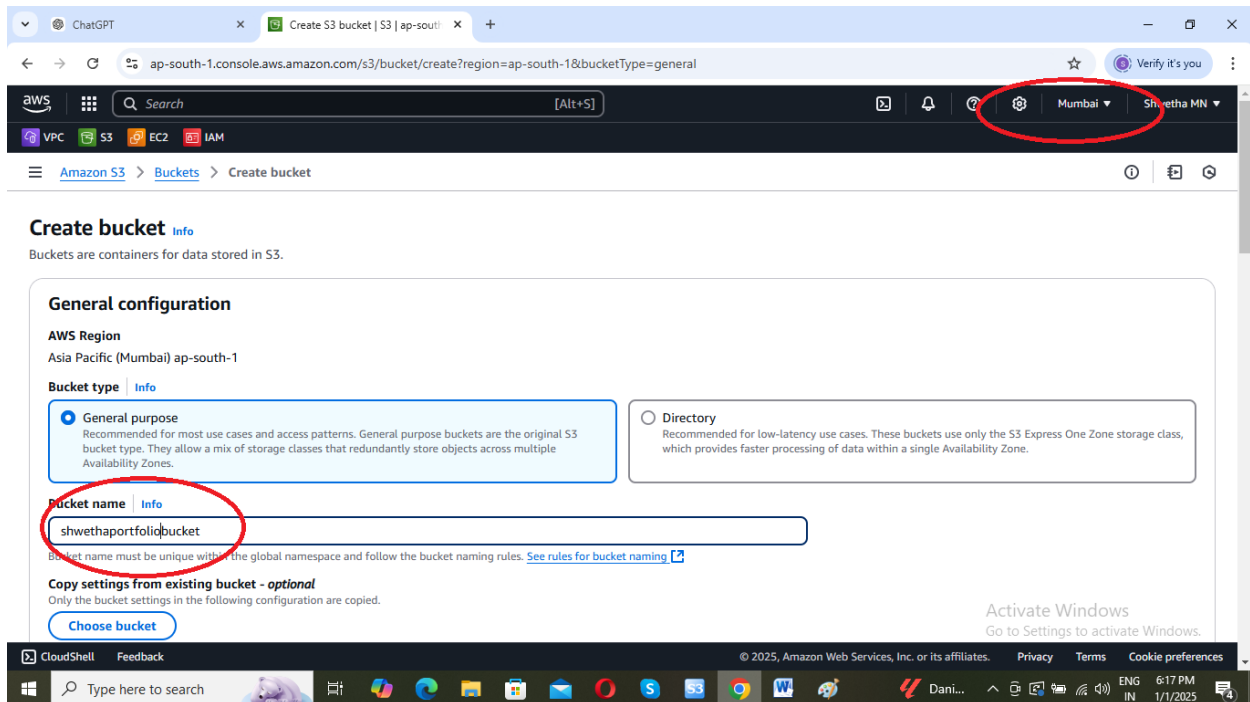 ChatGPT
Create S3 bucket | S3 | ap-south
ap-south-1.console.aws.amazon.com/s3/bucket/create?region=ap-south-1&bucketType=general
Verify it's you
aws Search [Alt+S] Mumbai Shwetha MN
VPC S3 EC2 IAM
Amazon S3 > Buckets > Create bucket
Create bucket Info
Buckets are containers for data stored in S3.
General configuration
AWS Region
Asia Pacific (Mumbai) ap-south-1
Bucket type Info
General purpose
Recommended for most use cases and access patterns. General purpose buckets are the original S3
bucket type. They allow a mix of storage classes that redundantly store objects across multiple
Availability Zones.
Directory
Recommended for low-latency use cases. These buckets use only the S3 Express One Zone storage class,
which provides faster processing of data within a single Availability Zone.
Bucket name Info
shwethaportfoliobucket
Bucket name must be unique within the global namespace and follow the bucket naming rules. See rules for bucket naming
Copy settings from existing bucket - optional
Only the bucket settings in the following configuration are copied.
Choose bucket
Activate Windows
Go to Settings to activate Windows.
CloudShell Feedback © 2025, Amazon Web Services, Inc. or its affiliates. Privacy Terms Cookie preferences
Type here to search Dani... ENG 6:17 PM
IN 1/1/2025 4